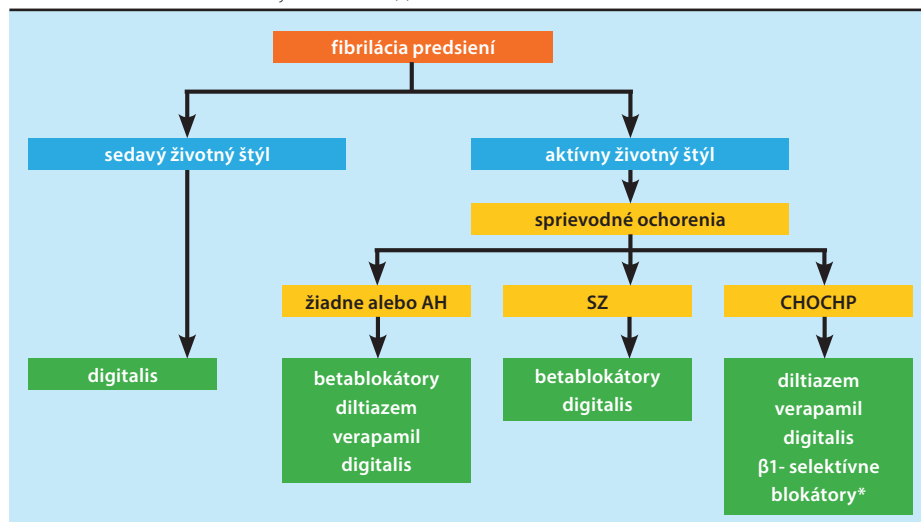 fibrilácia predsiení
sedavý životný štýl
aktívny životný štýl
sprievodné ochorenia
žiadne alebo AH
SZ
CHOCHP
digitalis
betablokátory
diltiazem
verapamil
digitalis
betablokátory
digitalis
diltiazem
verapamil
digitalis
β1- selektívne
blokátory*